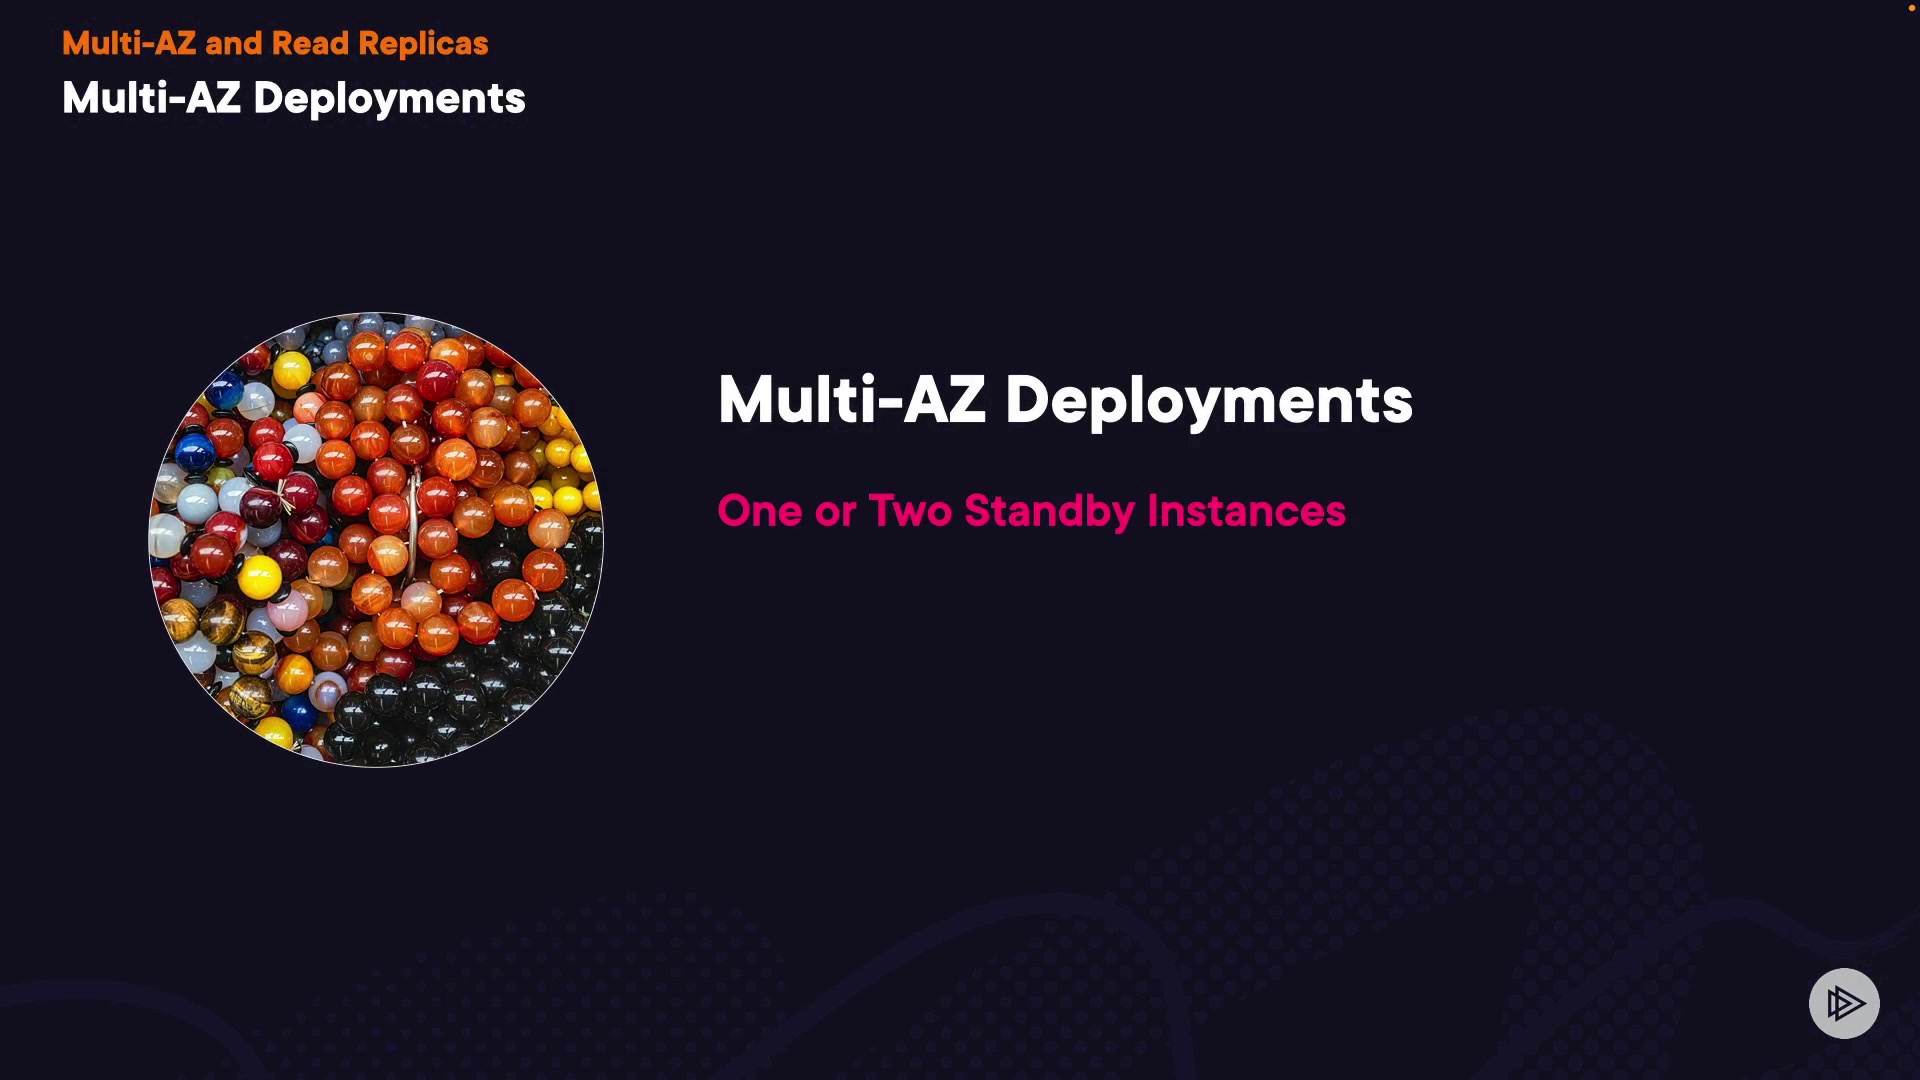 Multi-AZ and Read Replicas
Multi-AZ Deployments
Multi-AZ Deployments
One or Two Standby Instances